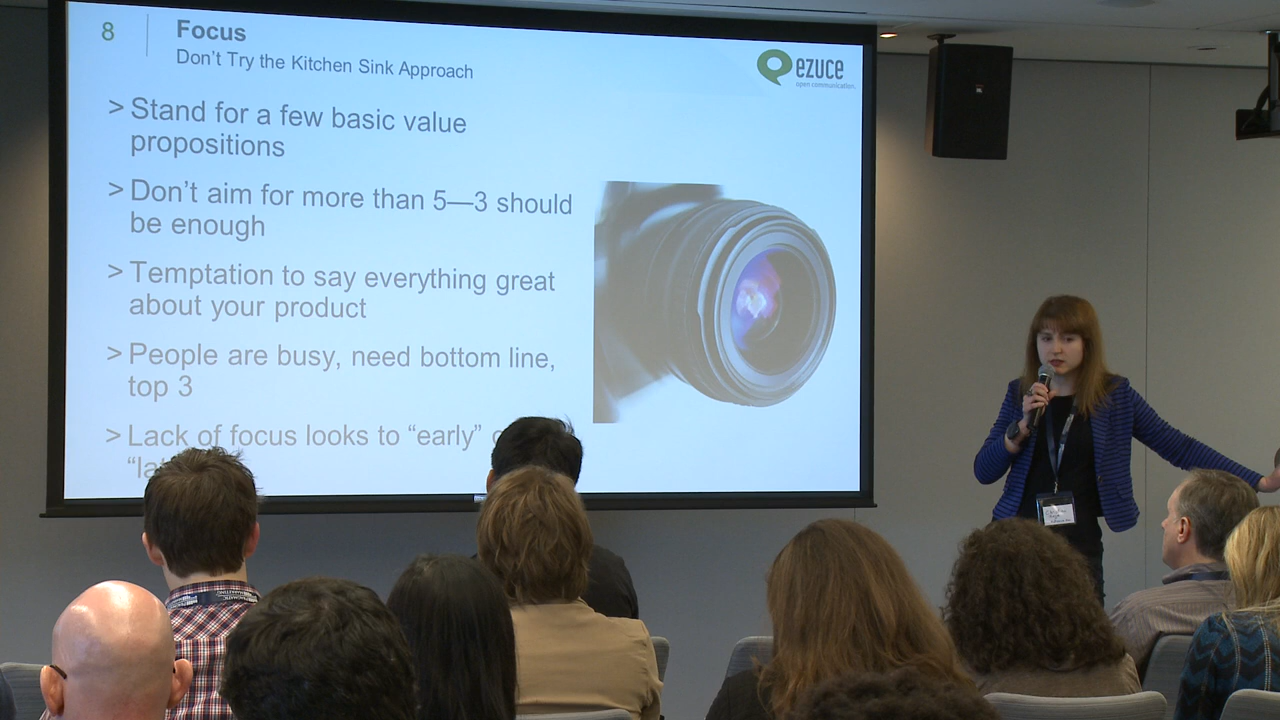 8
Focus
Don't Try the Kitchen Sink Approach
ezuce
open communication.
> Stand for a few basic value
propositions
> Don't aim for more than 5—3 should
be enough
> Temptation to say everything great
about your product
> People are busy, need bottom line,
top 3
> Lack of focus looks to "early"